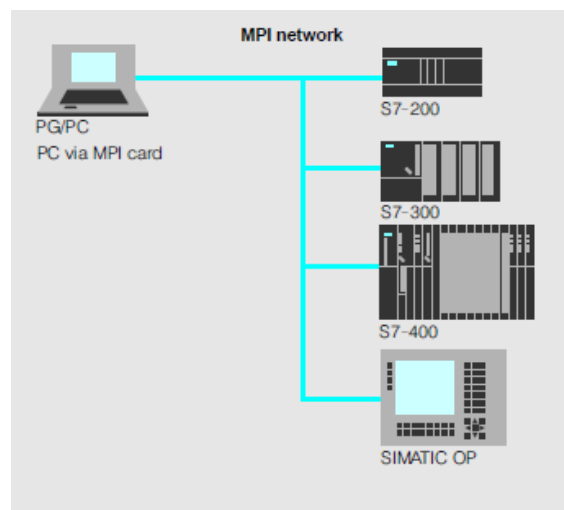 MPI network
PG/PC
PC via MPI card
S7-200
S7-300
S7-400
SIMATIC OP